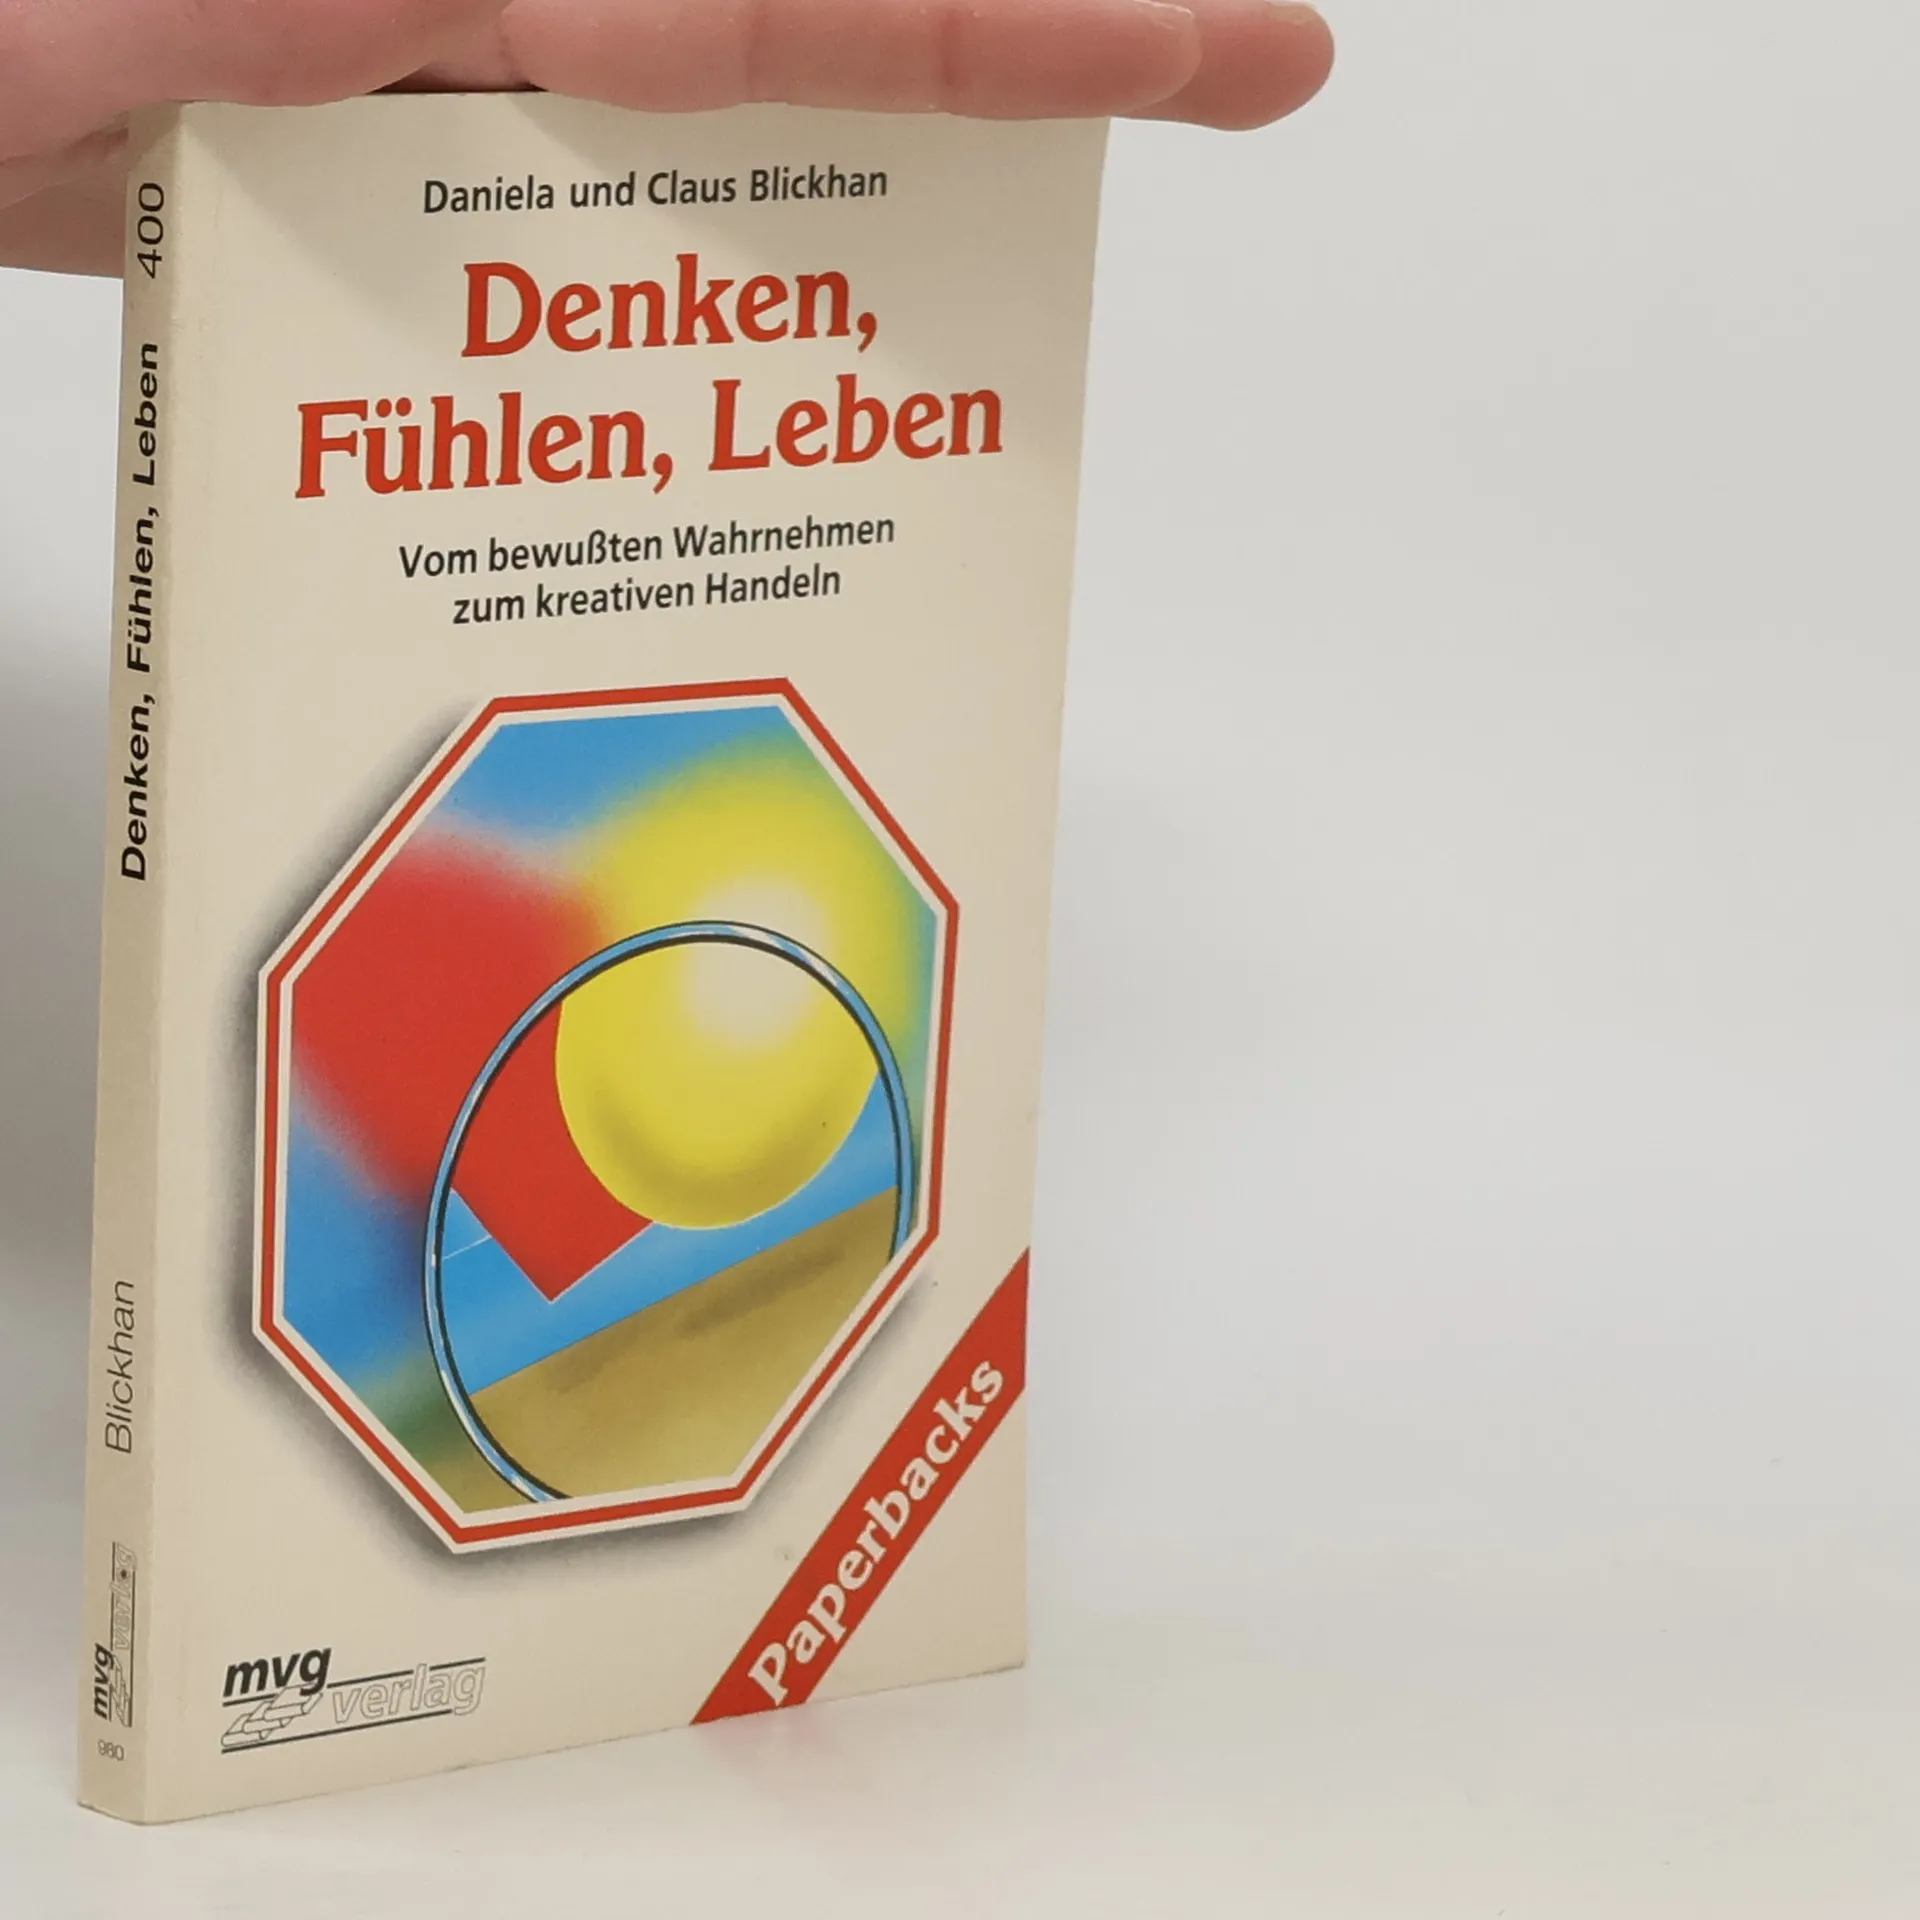 Daniela und Claus Blickhan
Denken,
Fühlen, Leben
Vom bewußten Wahrnehmen
zum kreativen Handeln
Paperbacks
mvg
verlag
400
Denken, Fühlen, Leben
Blickhan
mvg
verlag
980